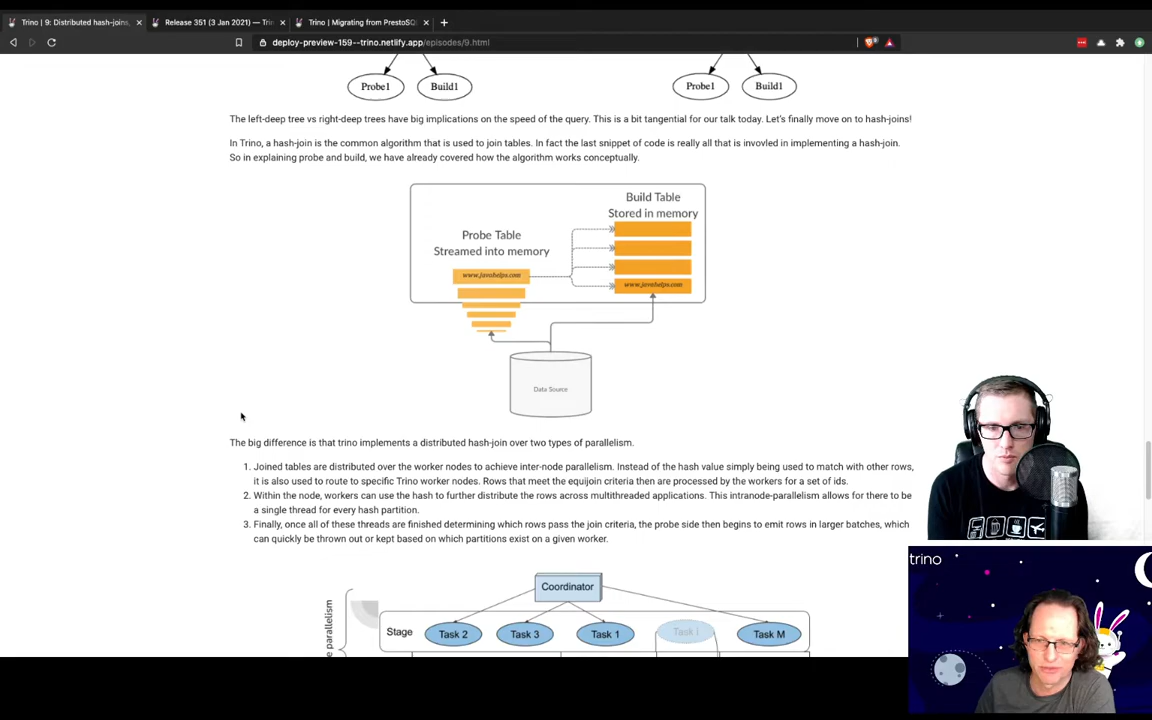 Trino | 9: Distributed hash-joins,
Release 351 (3 Jan 2021) — Tri
Trino | Migrating from PrestoSQ
deploy-preview-159--trino.netlify.app/episodes/9.html
Probe1
Build1
Probe1
Build1
The left-deep tree vs right-deep trees have big implications on the speed of the query. This is a bit tangential for our talk today. Let's finally move on to hash-joins!
In Trino, a hash-join is the common algorithm that is used to join tables. In fact the last snippet of code is really all that is invovled in implementing a hash-join.
So in explaining probe and build, we have already covered how the algorithm works conceptually.
Build Table
Stored in memory
Probe Table
Streamed into memory
www.javahelps.com
www.javahelps.com
Data Source
The big difference is that trino implements a distributed hash-join over two types of parallelism.
1. Joined tables are distributed over the worker nodes to achieve inter-node parallelism. Instead of the hash value simply being used to match with other rows,
it is also used to route to specific Trino worker nodes. Rows that meet the equijoin criteria then are processed by the workers for a set of ids.
2. Within the node, workers can use the hash to further distribute the rows across multithreaded applications. This intranode-parallelism allows for there to be
a single thread for every hash partition.
3. Finally, once all of these threads are finished determining which rows pass the join criteria, the probe side then begins to emit rows in larger batches, which
can quickly be thrown out or kept based on which partitions exist on a given worker.
Coordinator
parallelism
Stage
Task 2
Task 3
Task 1
Task M
trino